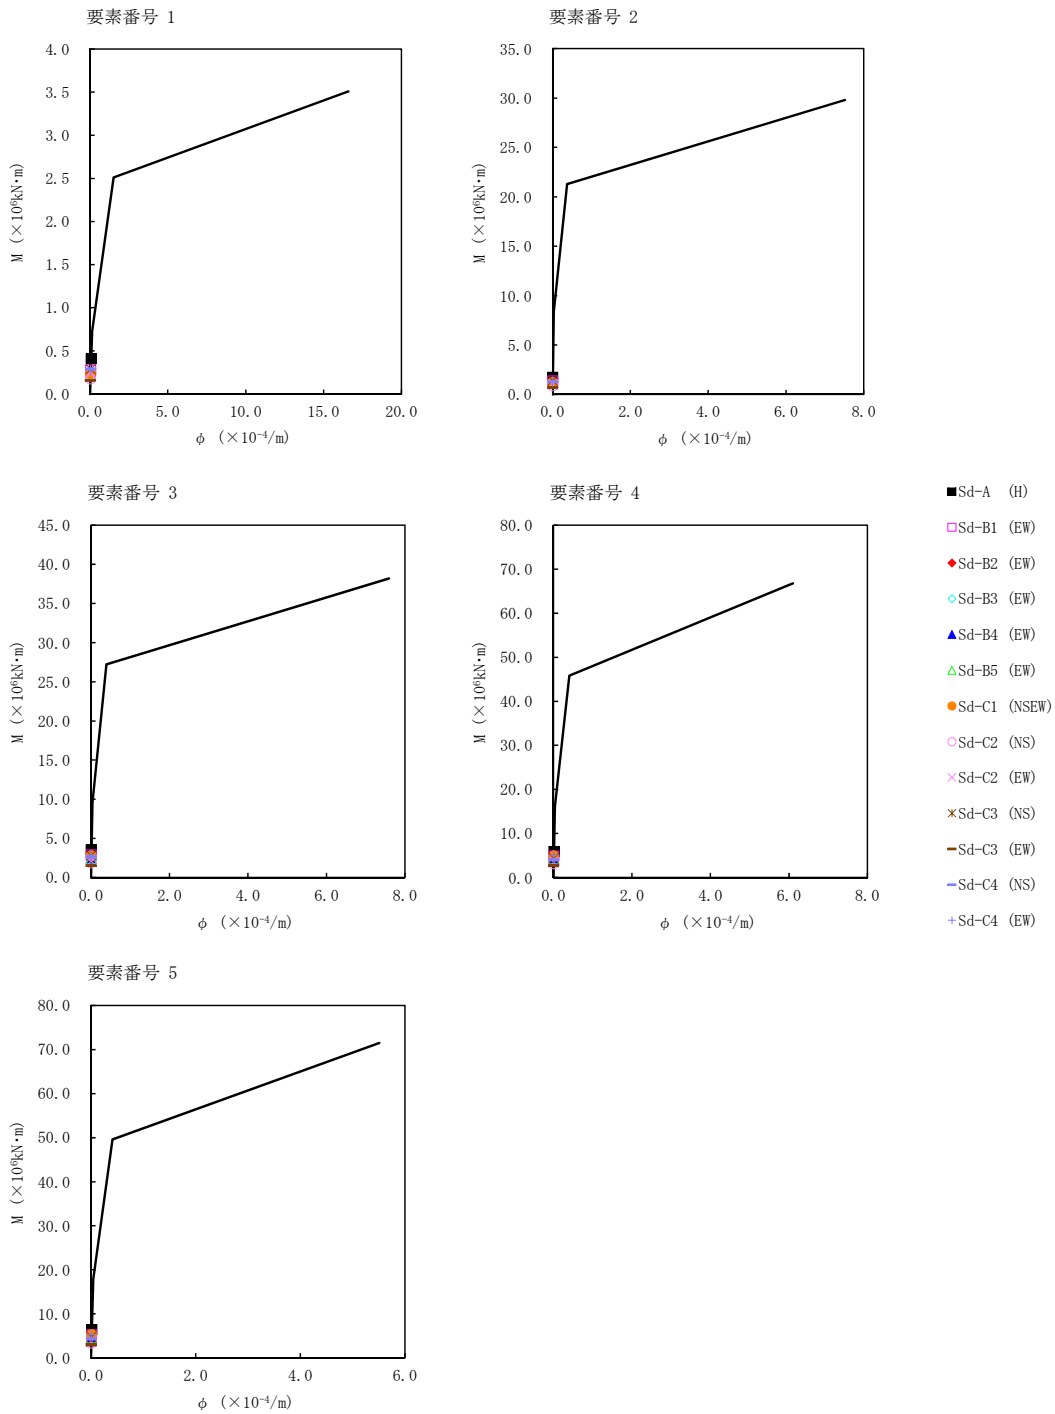 要素番号 1
4.0
3.5
3.0
2.5
2.0
1.5
1.0
0.5
0.0
M (×10⁶kN・m)
0.0 5.0 10.0 15.0 20.0
φ (×10⁻⁴/m)
要素番号 2
35.0
30.0
25.0
20.0
15.0
10.0
5.0
0.0
M (×10⁶kN・m)
0.0 2.0 4.0 6.0 8.0
φ (×10⁻⁴/m)
要素番号 3
45.0
40.0
35.0
30.0
25.0
20.0
15.0
10.0
5.0
0.0
M (×10⁶kN・m)
0.0 2.0 4.0 6.0 8.0
φ (×10⁻⁴/m)
要素番号 4
80.0
70.0
60.0
50.0
40.0
30.0
20.0
10.0
0.0
M (×10⁶kN・m)
0.0 2.0 4.0 6.0 8.0
φ (×10⁻⁴/m)
Sd-A (H)
Sd-B1 (EW)
Sd-B2 (EW)
Sd-B3 (EW)
Sd-B4 (EW)
Sd-B5 (EW)
Sd-C1 (NSEW)
Sd-C2 (NS)
Sd-C2 (EW)
Sd-C3 (NS)
Sd-C3 (EW)
Sd-C4 (NS)
Sd-C4 (EW)
要素番号 5
80.0
70.0
60.0
50.0
40.0
30.0
20.0
10.0
0.0
M (×10⁶kN・m)
0.0 2.0 4.0 6.0
φ (×10⁻⁴/m)